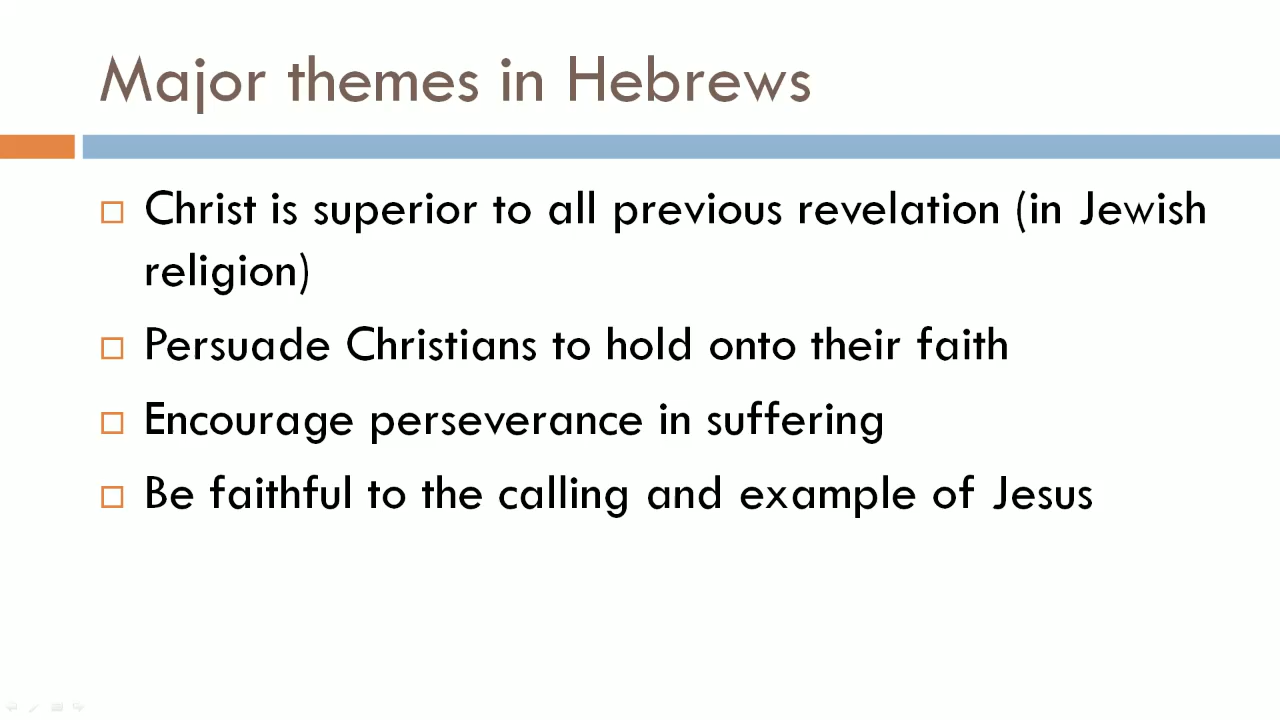 Major themes in Hebrews
Christ is superior to all previous revelation (in Jewish
religion)
Persuade Christians to hold onto their faith
Encourage perseverance in suffering
Be faithful to the calling and example of Jesus